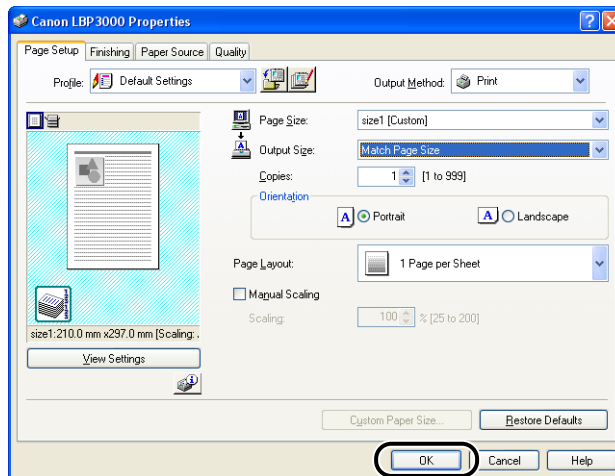 Canon LBP3000 Properties
Page Setup Finishing Paper Source Quality
Profile: Default Settings Output Method: Print
Page Size: size1 [Custom]
Output Size: Match Page Size
Copies: 1 [1 to 999]
Orientation
A Portrait A Landscape
Page Layout: 1 Page per Sheet
Manual Scaling
Scaling: 100 % [25 to 200]
size1:210.0 mm x297.0 mm [Scaling: .
View Settings
Custom Paper Size... Restore Defaults
OK Cancel Help